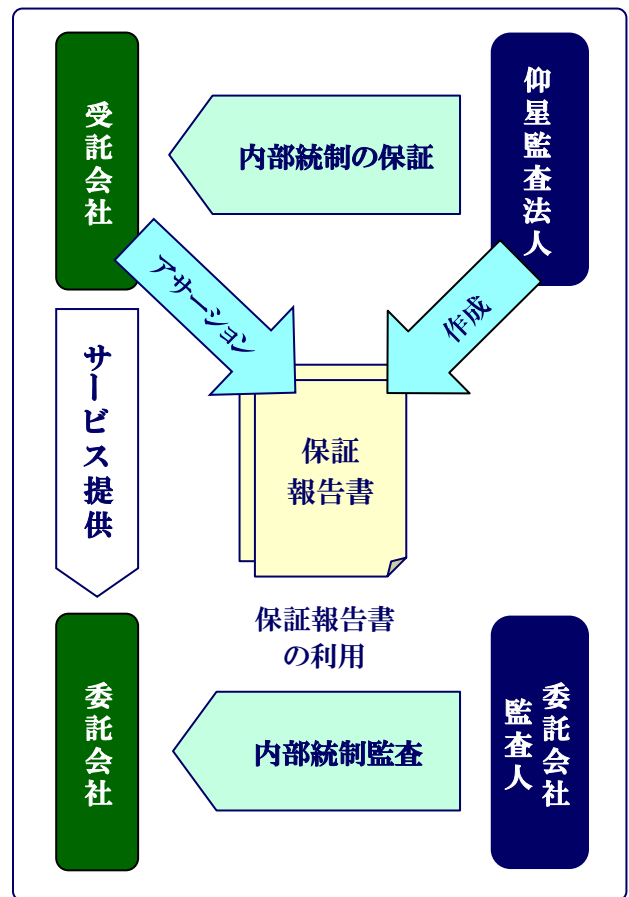 受託会社
内部統制の保証
仰星監査法人
アサーション
作成
サービス提供
保証
報告書
保証報告書
の利用
委託会社
内部統制監査
委託会社
監査人